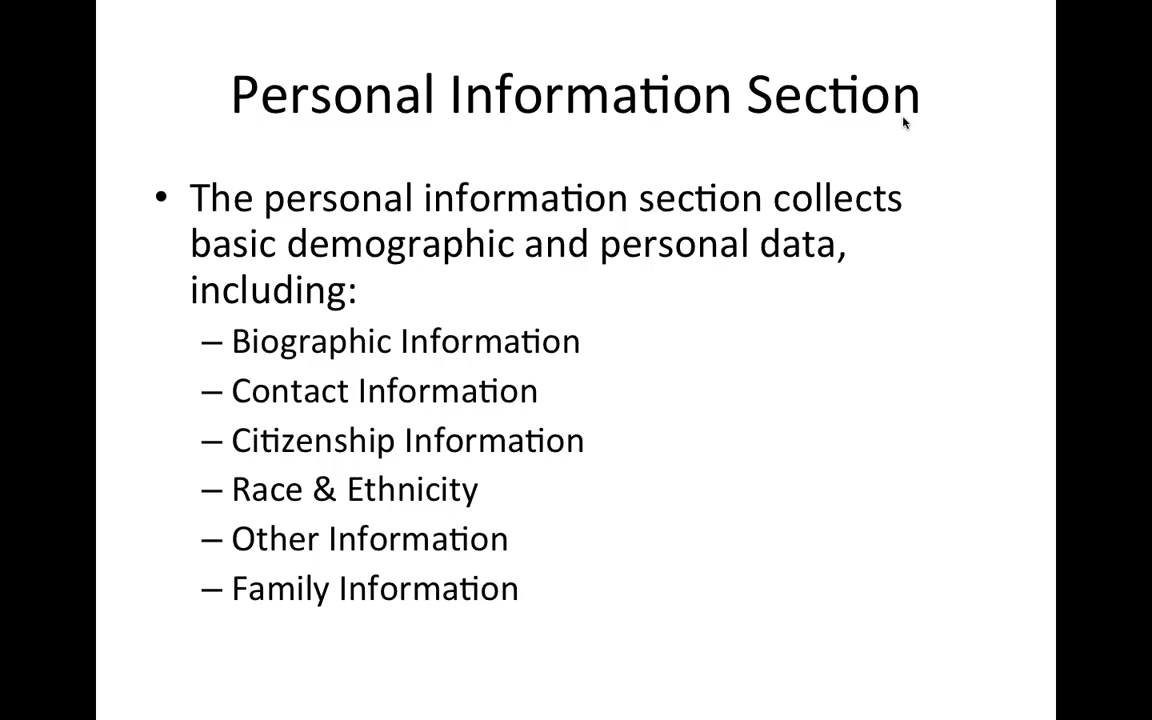 Personal Information Section
• The personal information section collects
basic demographic and personal data,
including:
– Biographic Information
– Contact Information
– Citizenship Information
– Race & Ethnicity
– Other Information
– Family Information